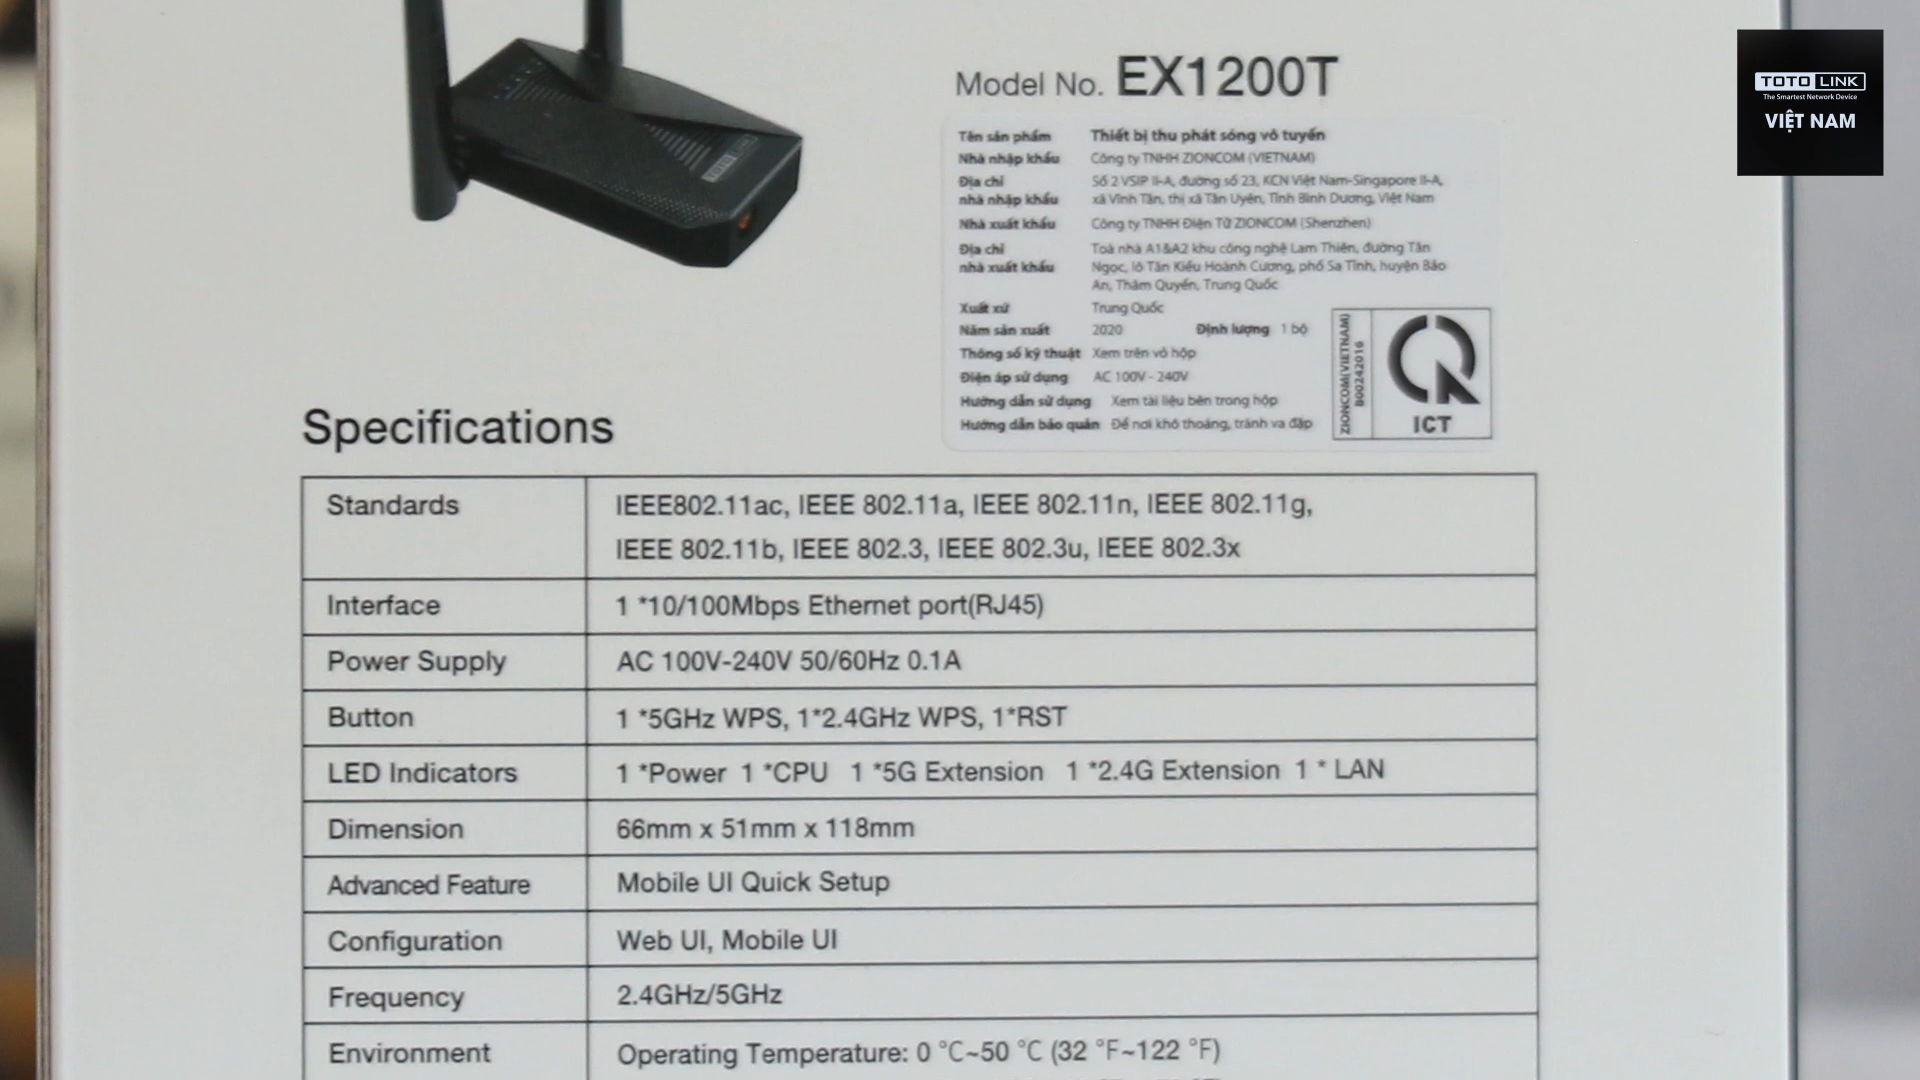 TOTO LINK
The Smartest Network Device
VIỆT NAM
TOTO LINK
Model No. EX1200T
Tên sản phẩm Thiết bị thu phát sóng vô tuyến
Nhà nhập khẩu Công ty TNHH ZIONCOM (VIETNAM)
Địa chỉ Số 2 VSIP II-A, đường số 23, KCN Việt Nam-Singapore II-A,
nhà nhập khẩu xã Vĩnh Tân, thị xã Tân Uyên, Tỉnh Bình Dương, Việt Nam
Nhà xuất khẩu Công ty TNHH Điện Tử ZIONCOM (Shenzhen)
Địa chỉ Toà nhà A1&A2 khu công nghệ Lam Thiên, đường Tân
nhà xuất khẩu Ngọc, lô Tân Kiều Hoành Cương, phố Sa Tỉnh, huyện Bảo
An, Thâm Quyến, Trung Quốc
Xuất xứ Trung Quốc
Năm sản xuất 2020 Định lượng 1 bộ
Thông số kỹ thuật Xem trên vỏ hộp
Điện áp sử dụng AC 100V - 240V
Hướng dẫn sử dụng Xem tài liệu bên trong hộp
Hướng dẫn bảo quản Để nơi khô thoáng, tránh va đập
ZIONCOM(VIETNAM)
B00242016
ICT
Specifications
Standards IEEE802.11ac, IEEE 802.11a, IEEE 802.11n, IEEE 802.11g,
IEEE 802.11b, IEEE 802.3, IEEE 802.3u, IEEE 802.3x
Interface 1 *10/100Mbps Ethernet port(RJ45)
Power Supply AC 100V-240V 50/60Hz 0.1A
Button 1 *5GHz WPS, 1*2.4GHz WPS, 1*RST
LED Indicators 1 *Power 1 *CPU 1 *5G Extension 1 *2.4G Extension 1 * LAN
Dimension 66mm x 51mm x 118mm
Advanced Feature Mobile UI Quick Setup
Configuration Web UI, Mobile UI
Frequency 2.4GHz/5GHz
Environment Operating Temperature: 0 °C~50 °C (32 °F~122 °F)